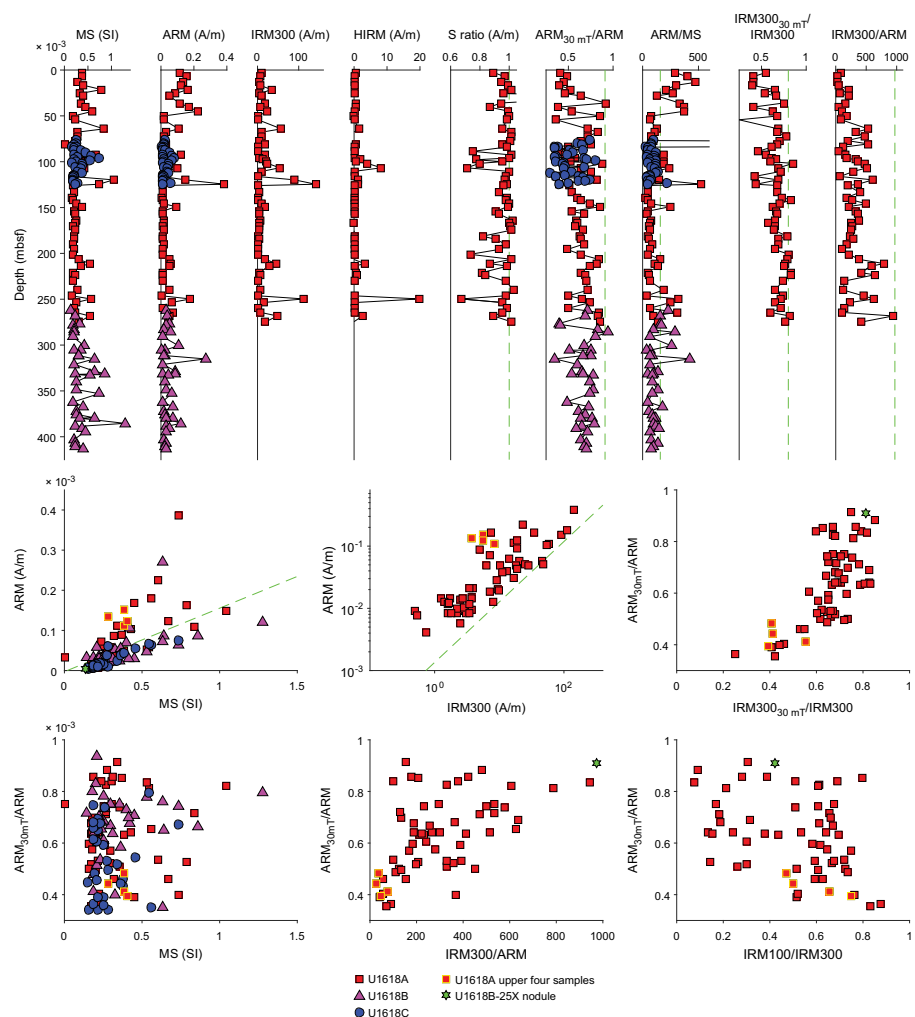 MS (SI)
ARM (A/m)
IRM300 (A/m)
HIRM (A/m)
S ratio (A/m)
ARM30 mT/ARM
ARM/MS
IRM30030 mT/
IRM300
IRM300/ARM
× 10-3
0 1
0 0.2 0.4
0 100
0 10 20
0.6 0.8 1
0.5 1
0 500
0.5 1
0 500 1000
0
50
100
150
200
250
300
350
400
Depth (mbsf)
× 10-3
0.4
0.3
0.2
0.1
0
ARM (A/m)
0 0.5 1 1.5
MS (SI)
10-1
10-2
10-3
ARM (A/m)
100 102
IRM300 (A/m)
1
0.8
0.6
0.4
ARM30mT/ARM
0 0.2 0.4 0.6 0.8 1
IRM30030 mT/IRM300
× 10-3
1
0.8
0.6
0.4
ARM30mT/ARM
0 0.5 1 1.5
MS (SI)
1
0.8
0.6
0.4
ARM30mT/ARM
0 200 400 600 800 1000
IRM300/ARM
1
0.8
0.6
0.4
ARM30mT/ARM
0 0.2 0.4 0.6 0.8 1
IRM100/IRM300
U1618A
U1618B
U1618C
U1618A upper four samples
U1618B-25X nodule